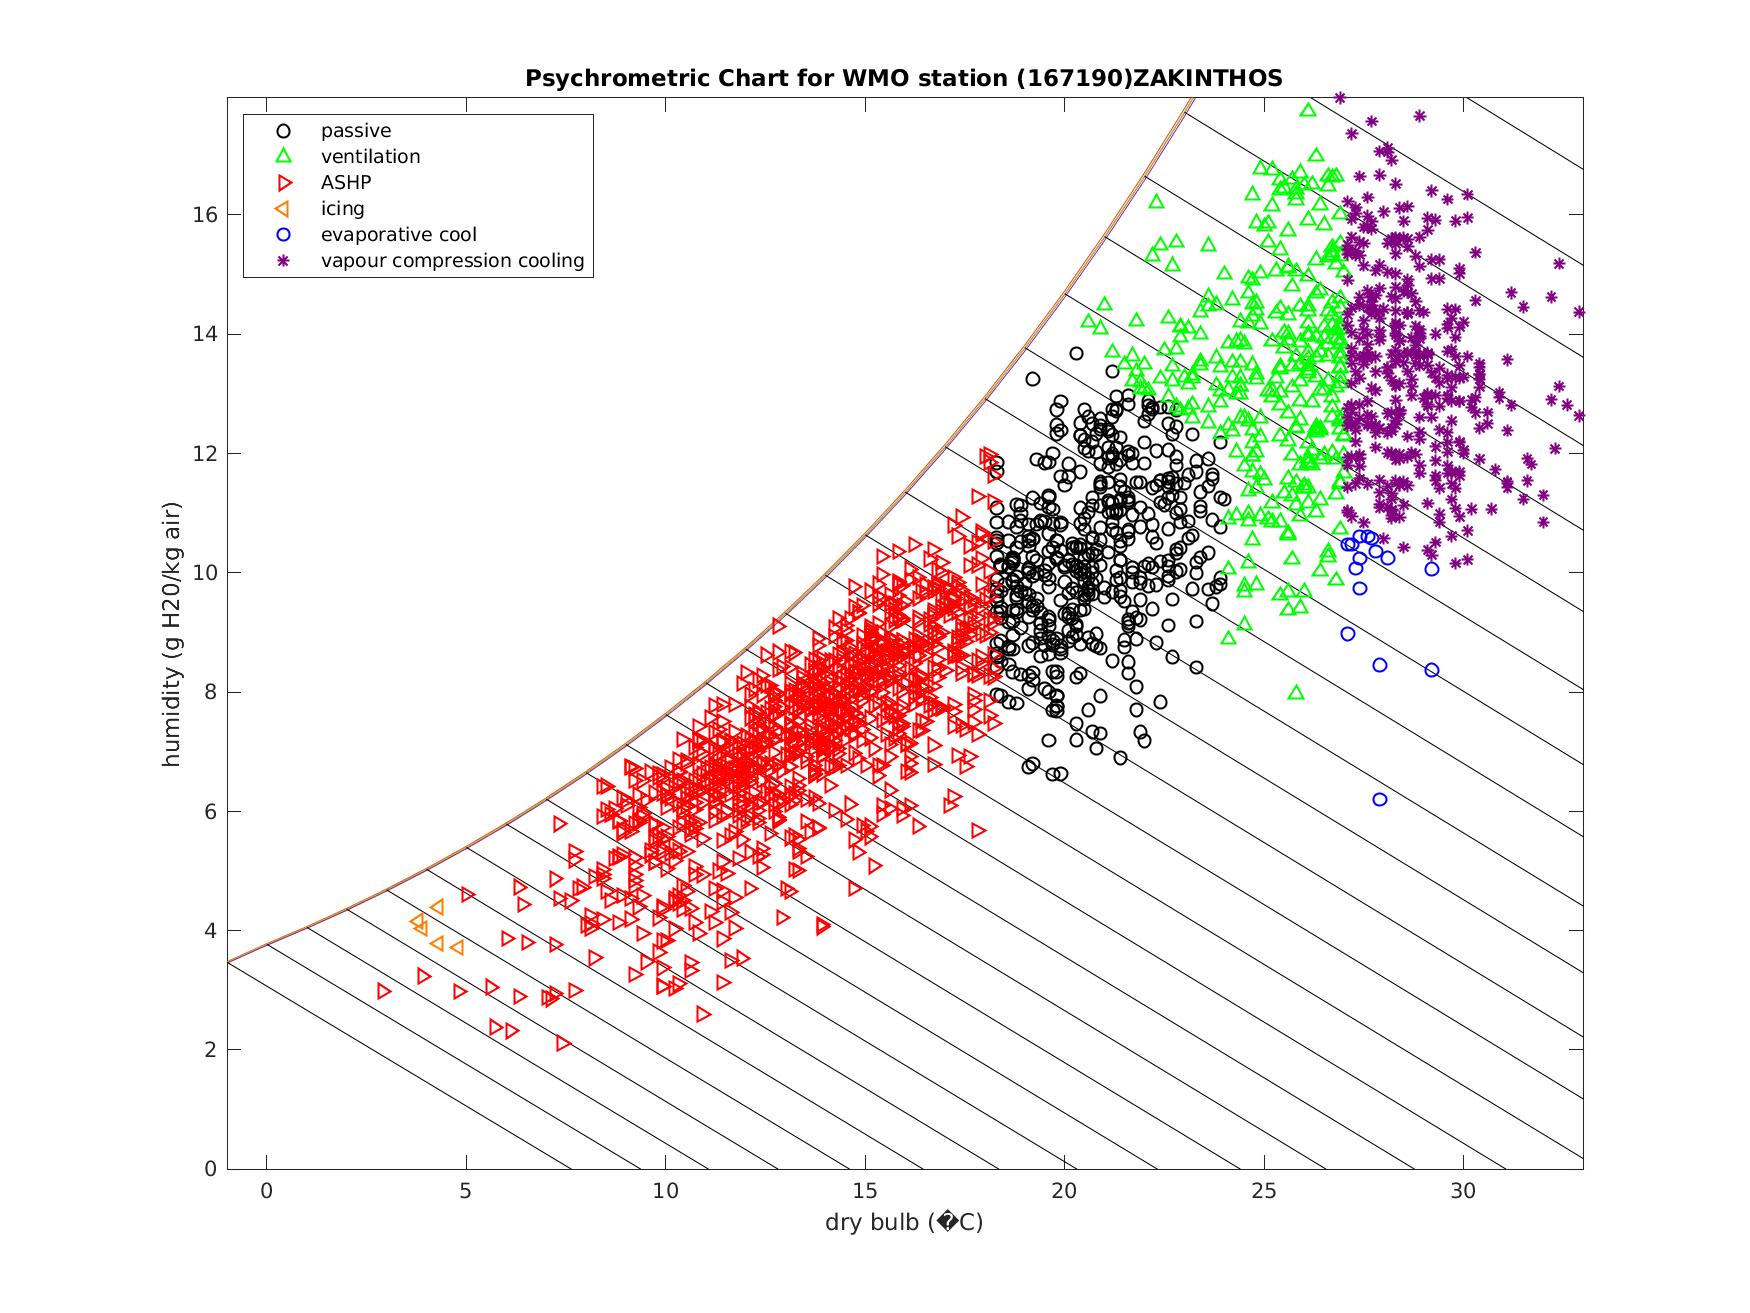 Psychrometric Chart for WMO station (167190)ZAKINTHOS
passive
ventilation
ASHP
icing
evaporative cool
vapour compression cooling
humidity (g H20/kg air)
16
14
12
10
8
6
4
2
0
0 5 10 15 20 25 30
dry bulb (�C)